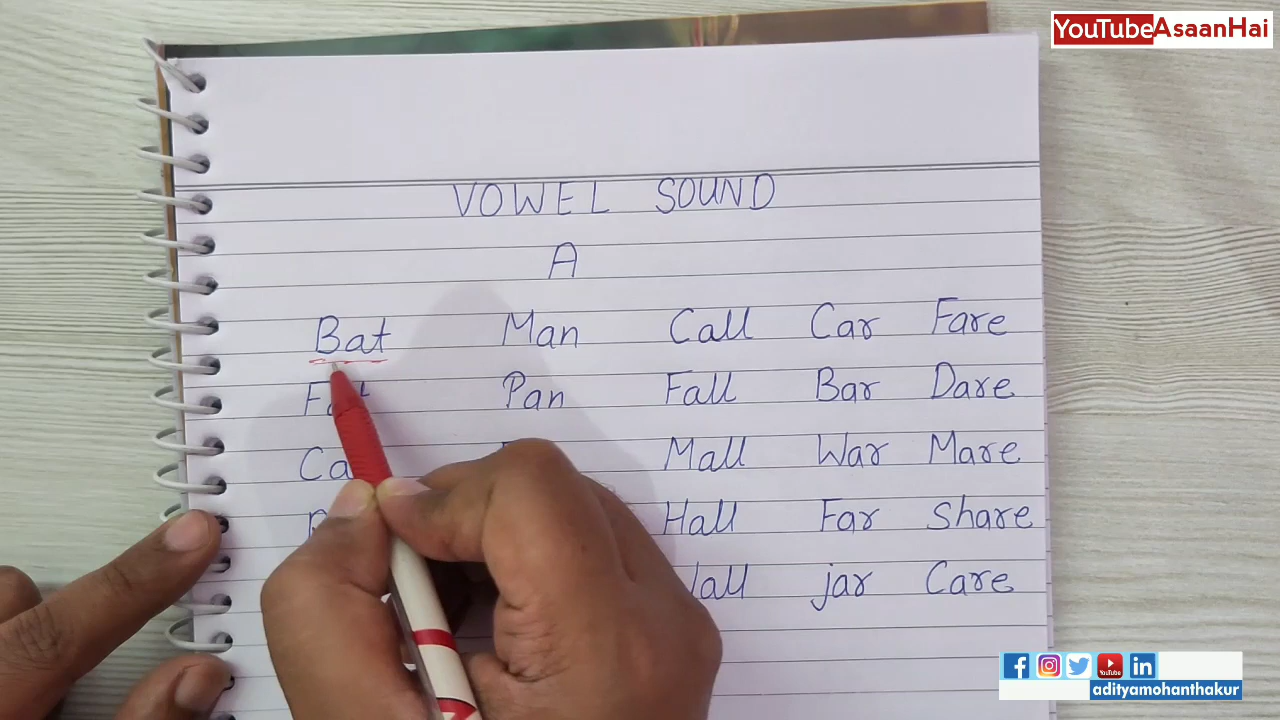 YouTubeAsaanHai
VOWEL SOUND
A
Bat Man Call Car Fare
Pan Fall Bar Dare
Mall War Mare
Hall Far Share
jar Care
adityamohanthakur